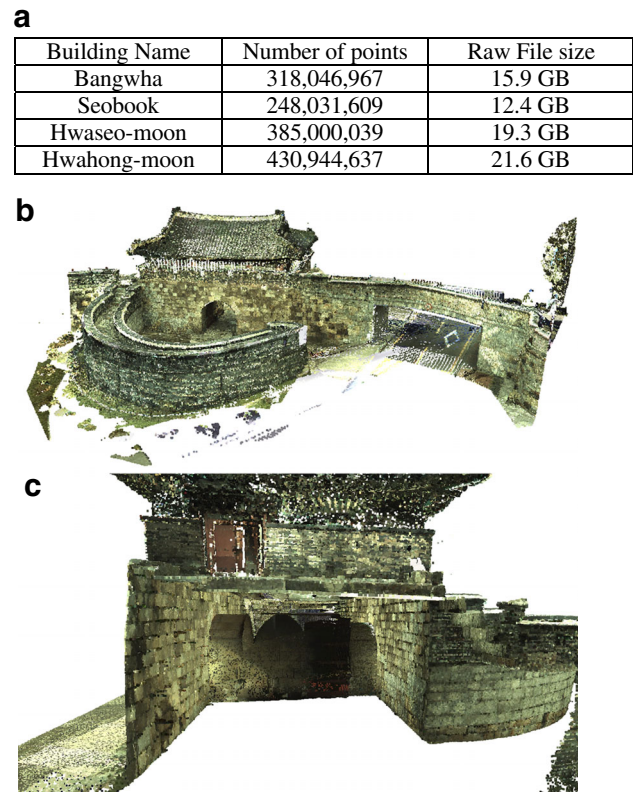 a
Building Name Number of points Raw File size
Bangwha 318,046,967 15.9 GB
Seobook 248,031,609 12.4 GB
Hwaseo-moon 385,000,039 19.3 GB
Hwahong-moon 430,944,637 21.6 GB
b
c